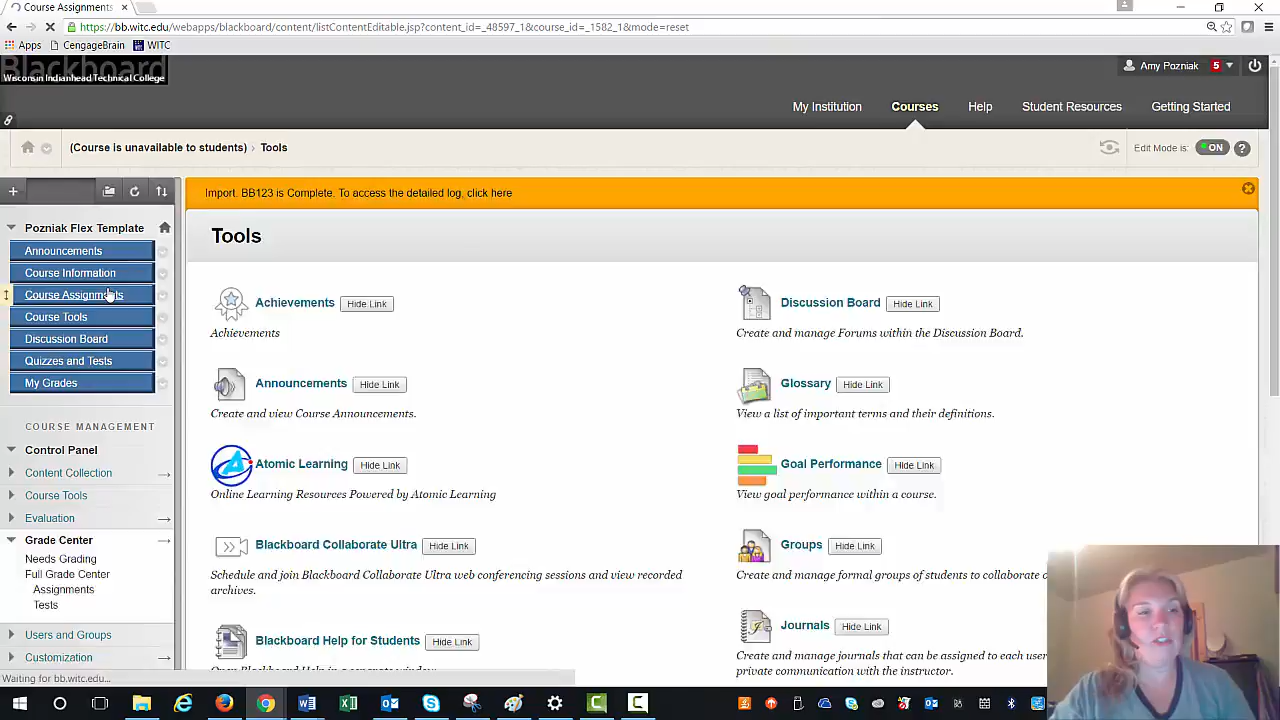 Course Assignments
https://bb.witc.edu/webapps/blackboard/content/listContentEditable.jsp?content_id=_48597_1&course_id=_1582_1&mode=reset
Apps CengageBrain WITC
Blackboard
Wisconsin Indianhead Technical College
Amy Pozniak 5
My Institution Courses Help Student Resources Getting Started
(Course is unavailable to students) › Tools
Edit Mode is: ON ?
Import. BB123 is Complete. To access the detailed log, click here
Pozniak Flex Template
Announcements
Course Information
Course Assignments
Course Tools
Discussion Board
Quizzes and Tests
My Grades
COURSE MANAGEMENT
Control Panel
Content Collection
Course Tools
Evaluation
Grade Center
Needs Grading
Full Grade Center
Assignments
Tests
Users and Groups
Customization
Waiting for bb.witc.edu...
Tools
Achievements Hide Link
Achievements
Announcements Hide Link
Create and view Course Announcements.
Atomic Learning Hide Link
Online Learning Resources Powered by Atomic Learning
Blackboard Collaborate Ultra Hide Link
Schedule and join Blackboard Collaborate Ultra web conferencing sessions and view recorded
archives.
Blackboard Help for Students Hide Link
Discussion Board Hide Link
Create and manage Forums within the Discussion Board.
Glossary Hide Link
View a list of important terms and their definitions.
Goal Performance Hide Link
View goal performance within a course.
Groups Hide Link
Create and manage formal groups of students to collaborate
Journals Hide Link
Create and manage journals that can be assigned to each
private communication with the instructor.